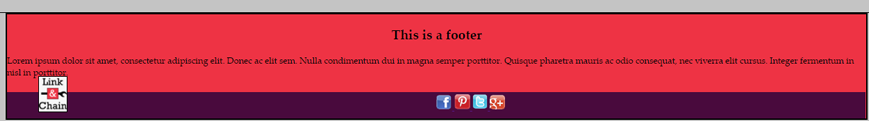 This is a footer
Lorem ipsum dolor sit amet, consectetur adipiscing elit. Donec ac elit sem. Nulla condimentum dui in magna semper porttitor. Quisque pharetra mauris ac odio consequat, nec viverra elit cursus. Integer fermentum in
nisl in porttitor.
Link
&
Chain
f
P
t
g+